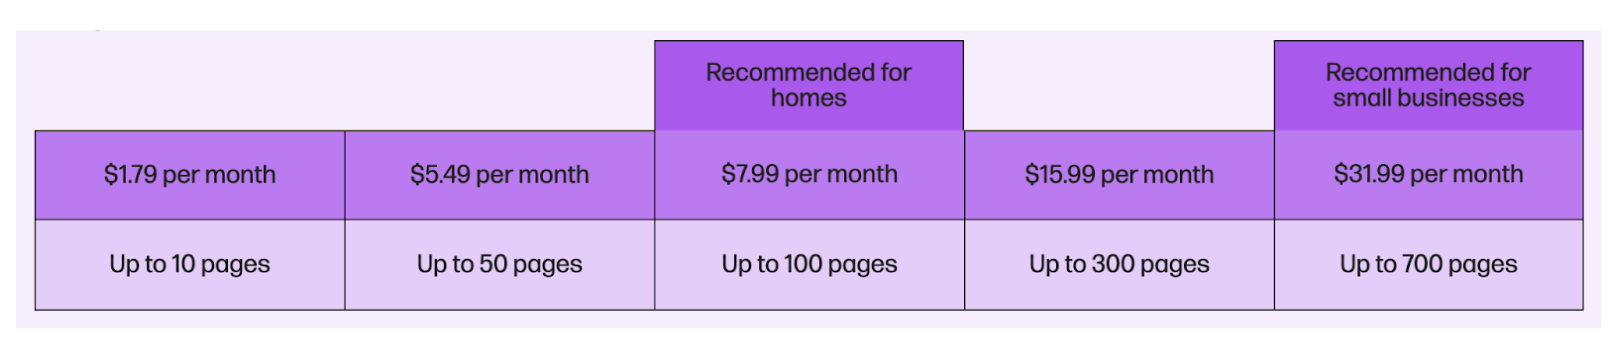 Recommended for
homes
Recommended for
small businesses
$1.79 per month
$5.49 per month
$7.99 per month
$15.99 per month
$31.99 per month
Up to 10 pages
Up to 50 pages
Up to 100 pages
Up to 300 pages
Up to 700 pages